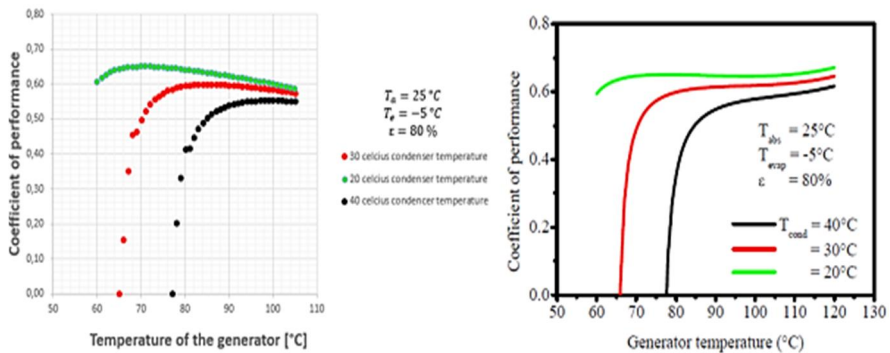 0,80
0,70
0,60
0,50
0,40
0,30
0,20
0,10
0,00
Coefficient of performance
50 60 70 80 90 100 110
Temperature of the generator [°C]
Tₐ = 25 °C
Tₑ = −5 °C
ε = 80 %
30 celcius condenser temperature
20 celcius condenser temperature
40 celcius condencer temperature
0.8
0.6
0.4
0.2
0.0
Coefficient of performance
T_abs = 25°C
T_evap = -5°C
ε = 80%
T_cond = 40°C
= 30°C
= 20°C
50 60 70 80 90 100 110 120 130
Generator temperature (°C)